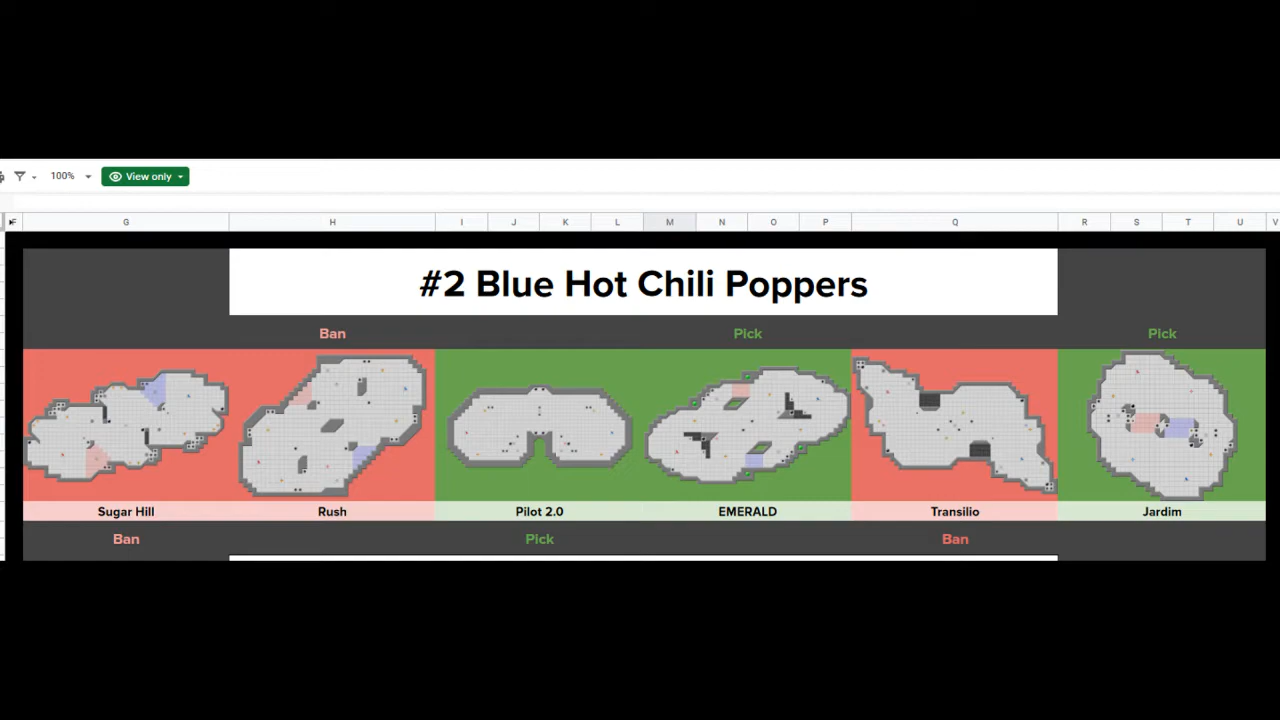 100%
View only
F G H I J K L M N O P Q R S T U V
#2 Blue Hot Chili Poppers
Ban Pick Pick
Sugar Hill Rush Pilot 2.0 EMERALD Transilio Jardim
Ban Pick Ban